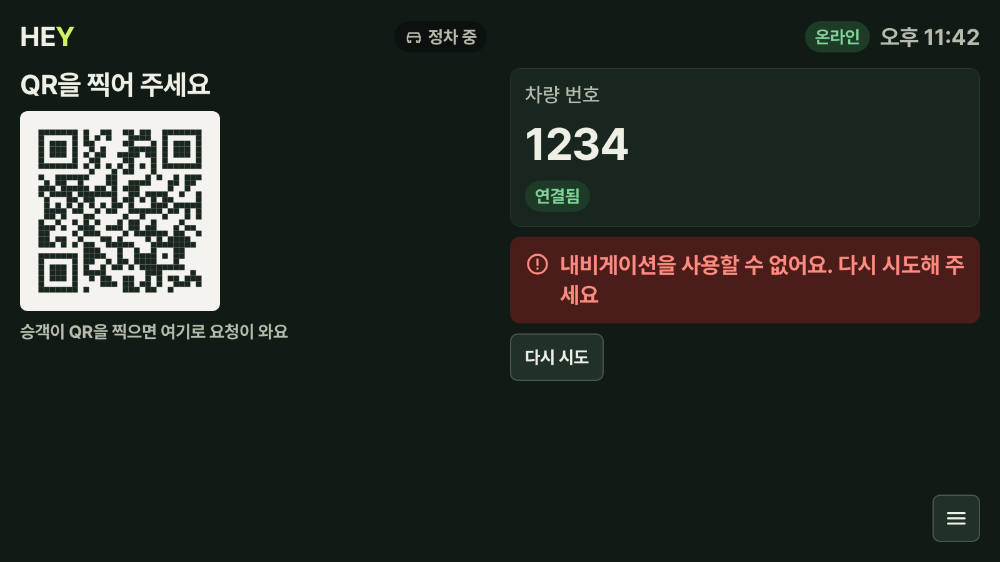 HEY
정차 중
온라인
오후 11:42
QR을 찍어 주세요
승객이 QR을 찍으면 여기로 요청이 와요
차량 번호
1234
연결됨
내비게이션을 사용할 수 없어요. 다시 시도해 주
세요
다시 시도